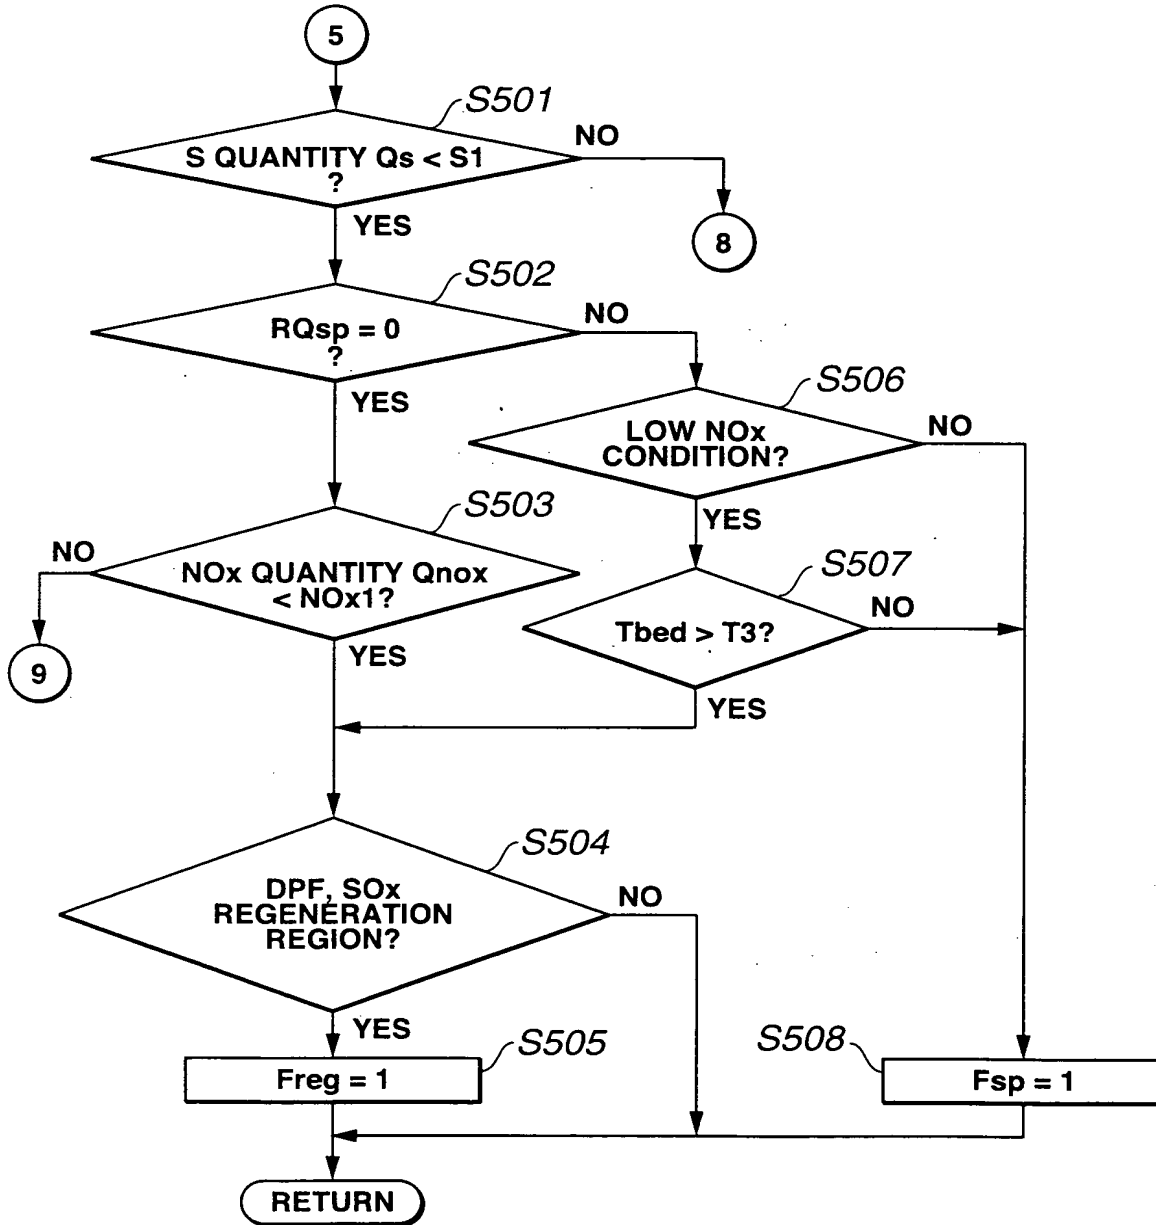 5
S501
S QUANTITY Qs < S1
?
NO
YES
8
S502
RQsp = 0
?
NO
YES
S506
LOW NOx
CONDITION?
NO
YES
S503
NOx QUANTITY Qnox
< NOx1?
NO
YES
9
S507
Tbed > T3?
NO
YES
S504
DPF, SOx
REGENERATION
REGION?
NO
YES
S505
Freg = 1
S508
Fsp = 1
RETURN